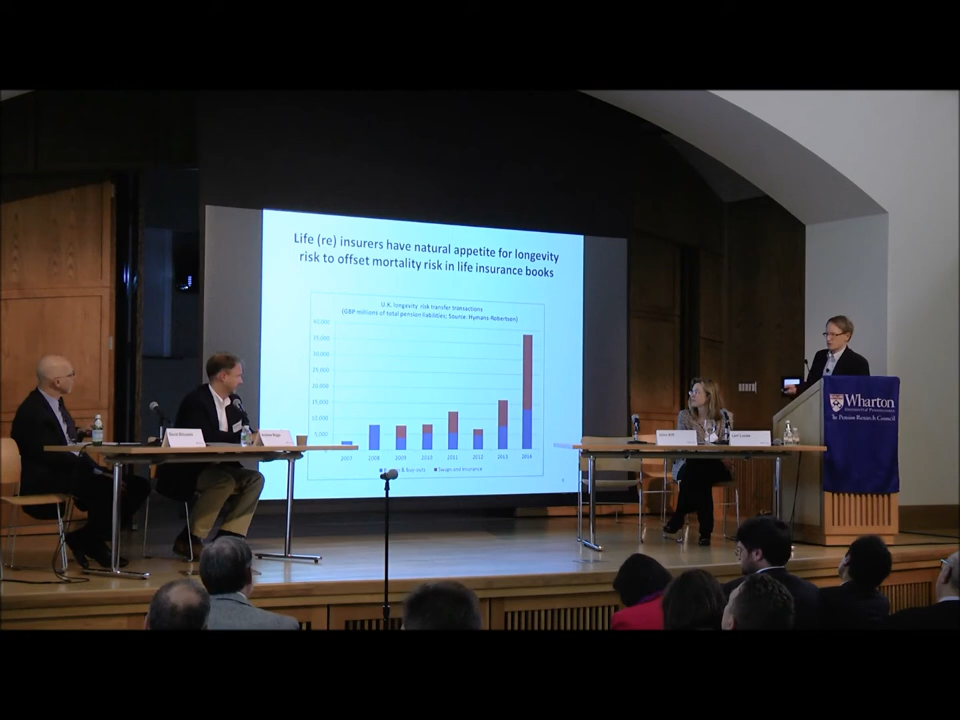 Life (re) insurers have natural appetite for longevity
risk to offset mortality risk in life insurance books
U.K. longevity risk transfer transactions
(GBP millions of total pension liabilities; Source: Hymans-Robertson)
40,000
35,000
30,000
25,000
20,000
15,000
10,000
5,000
2007 2008 2009 2010 2011 2012 2013 2014
& Buy-outs Swaps and Insurance
Wharton
The Pension Research Council